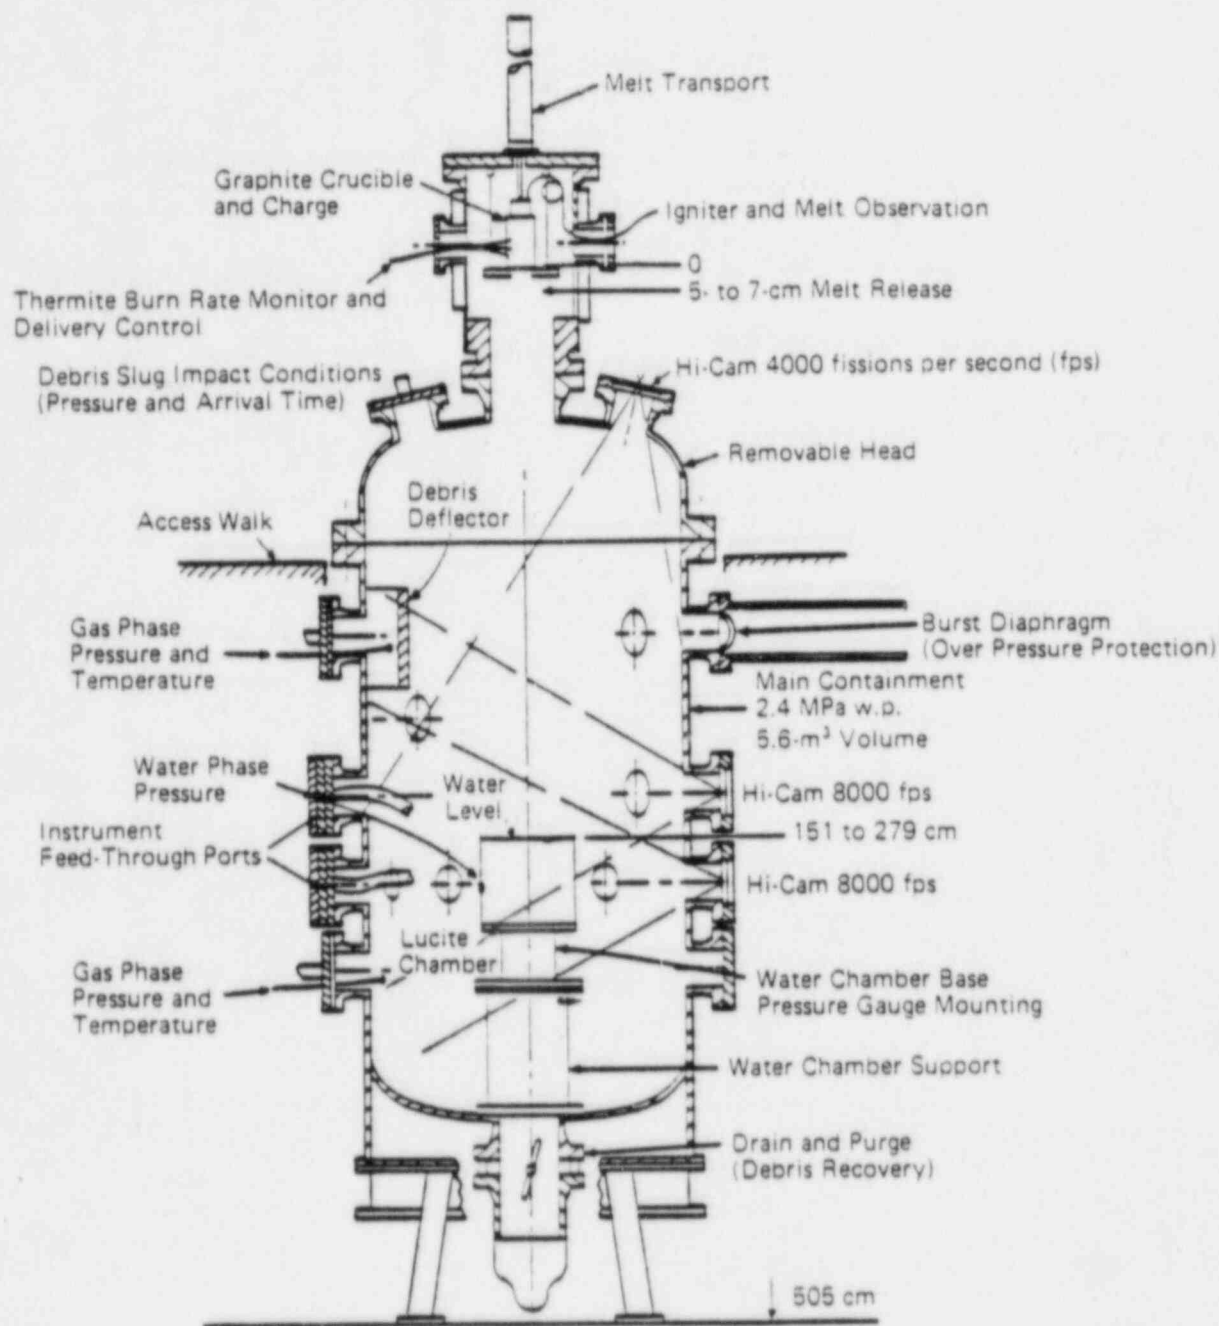 Melt Transport
Graphite Crucible
and Charge
Igniter and Melt Observation
0
5- to 7-cm Melt Release
Thermite Burn Rate Monitor and
Delivery Control
Debris Slug Impact Conditions
(Pressure and Arrival Time)
Hi-Cam 4000 fissions per second (fps)
Removable Head
Debris
Deflector
Access Walk
Gas Phase
Pressure and
Temperature
Burst Diaphragm
(Over Pressure Protection)
Main Containment
2.4 MPa w.p.
5.6-m³ Volume
Water Phase
Pressure
Water
Level
Hi-Cam 8000 fps
Instrument
Feed-Through Ports
151 to 279 cm
Hi-Cam 8000 fps
Lucite
Chamber
Gas Phase
Pressure and
Temperature
Water Chamber Base
Pressure Gauge Mounting
Water Chamber Support
Drain and Purge
(Debris Recovery)
505 cm